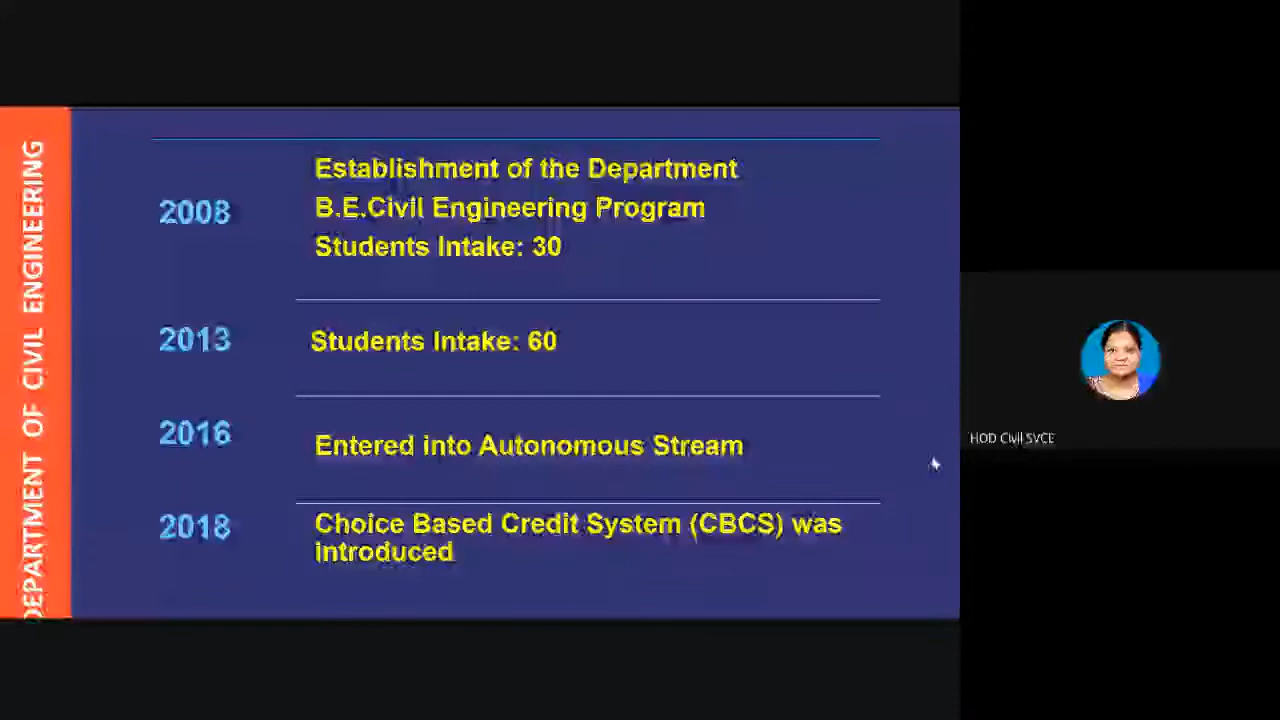 DEPARTMENT OF CIVIL ENGINEERING
2008
Establishment of the Department
B.E.Civil Engineering Program
Students Intake: 30
2013
Students Intake: 60
2016
Entered into Autonomous Stream
2018
Choice Based Credit System (CBCS) was
introduced
HOD Civil SVCE